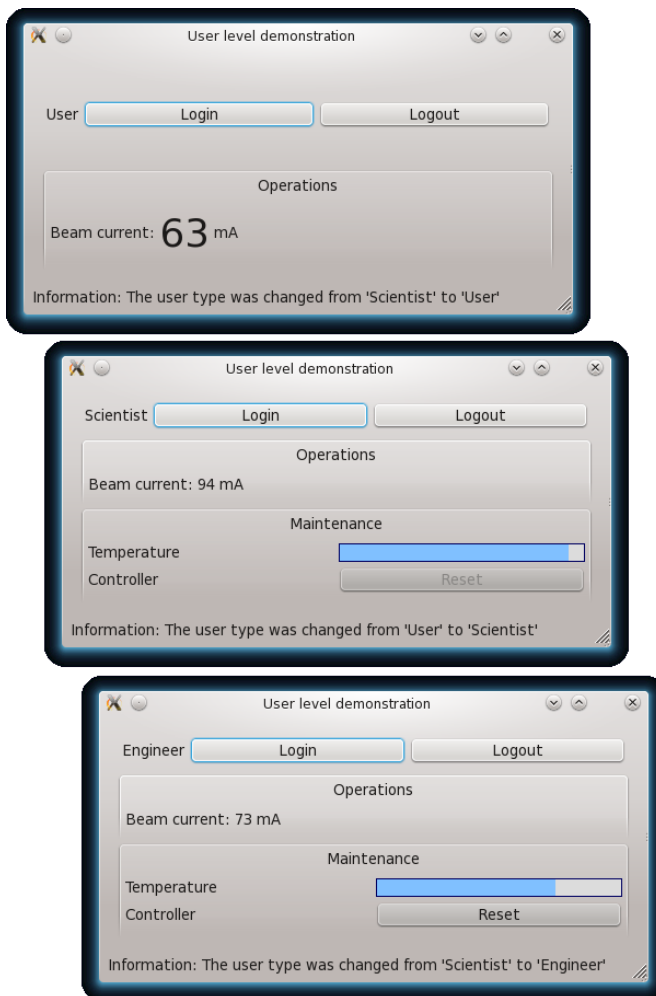 User level demonstration
User Login Logout
Operations
Beam current: 63 mA
Information: The user type was changed from 'Scientist' to 'User'
User level demonstration
Scientist Login Logout
Operations
Beam current: 94 mA
Maintenance
Temperature
Controller Reset
Information: The user type was changed from 'User' to 'Scientist'
User level demonstration
Engineer Login Logout
Operations
Beam current: 73 mA
Maintenance
Temperature
Controller Reset
Information: The user type was changed from 'Scientist' to 'Engineer'